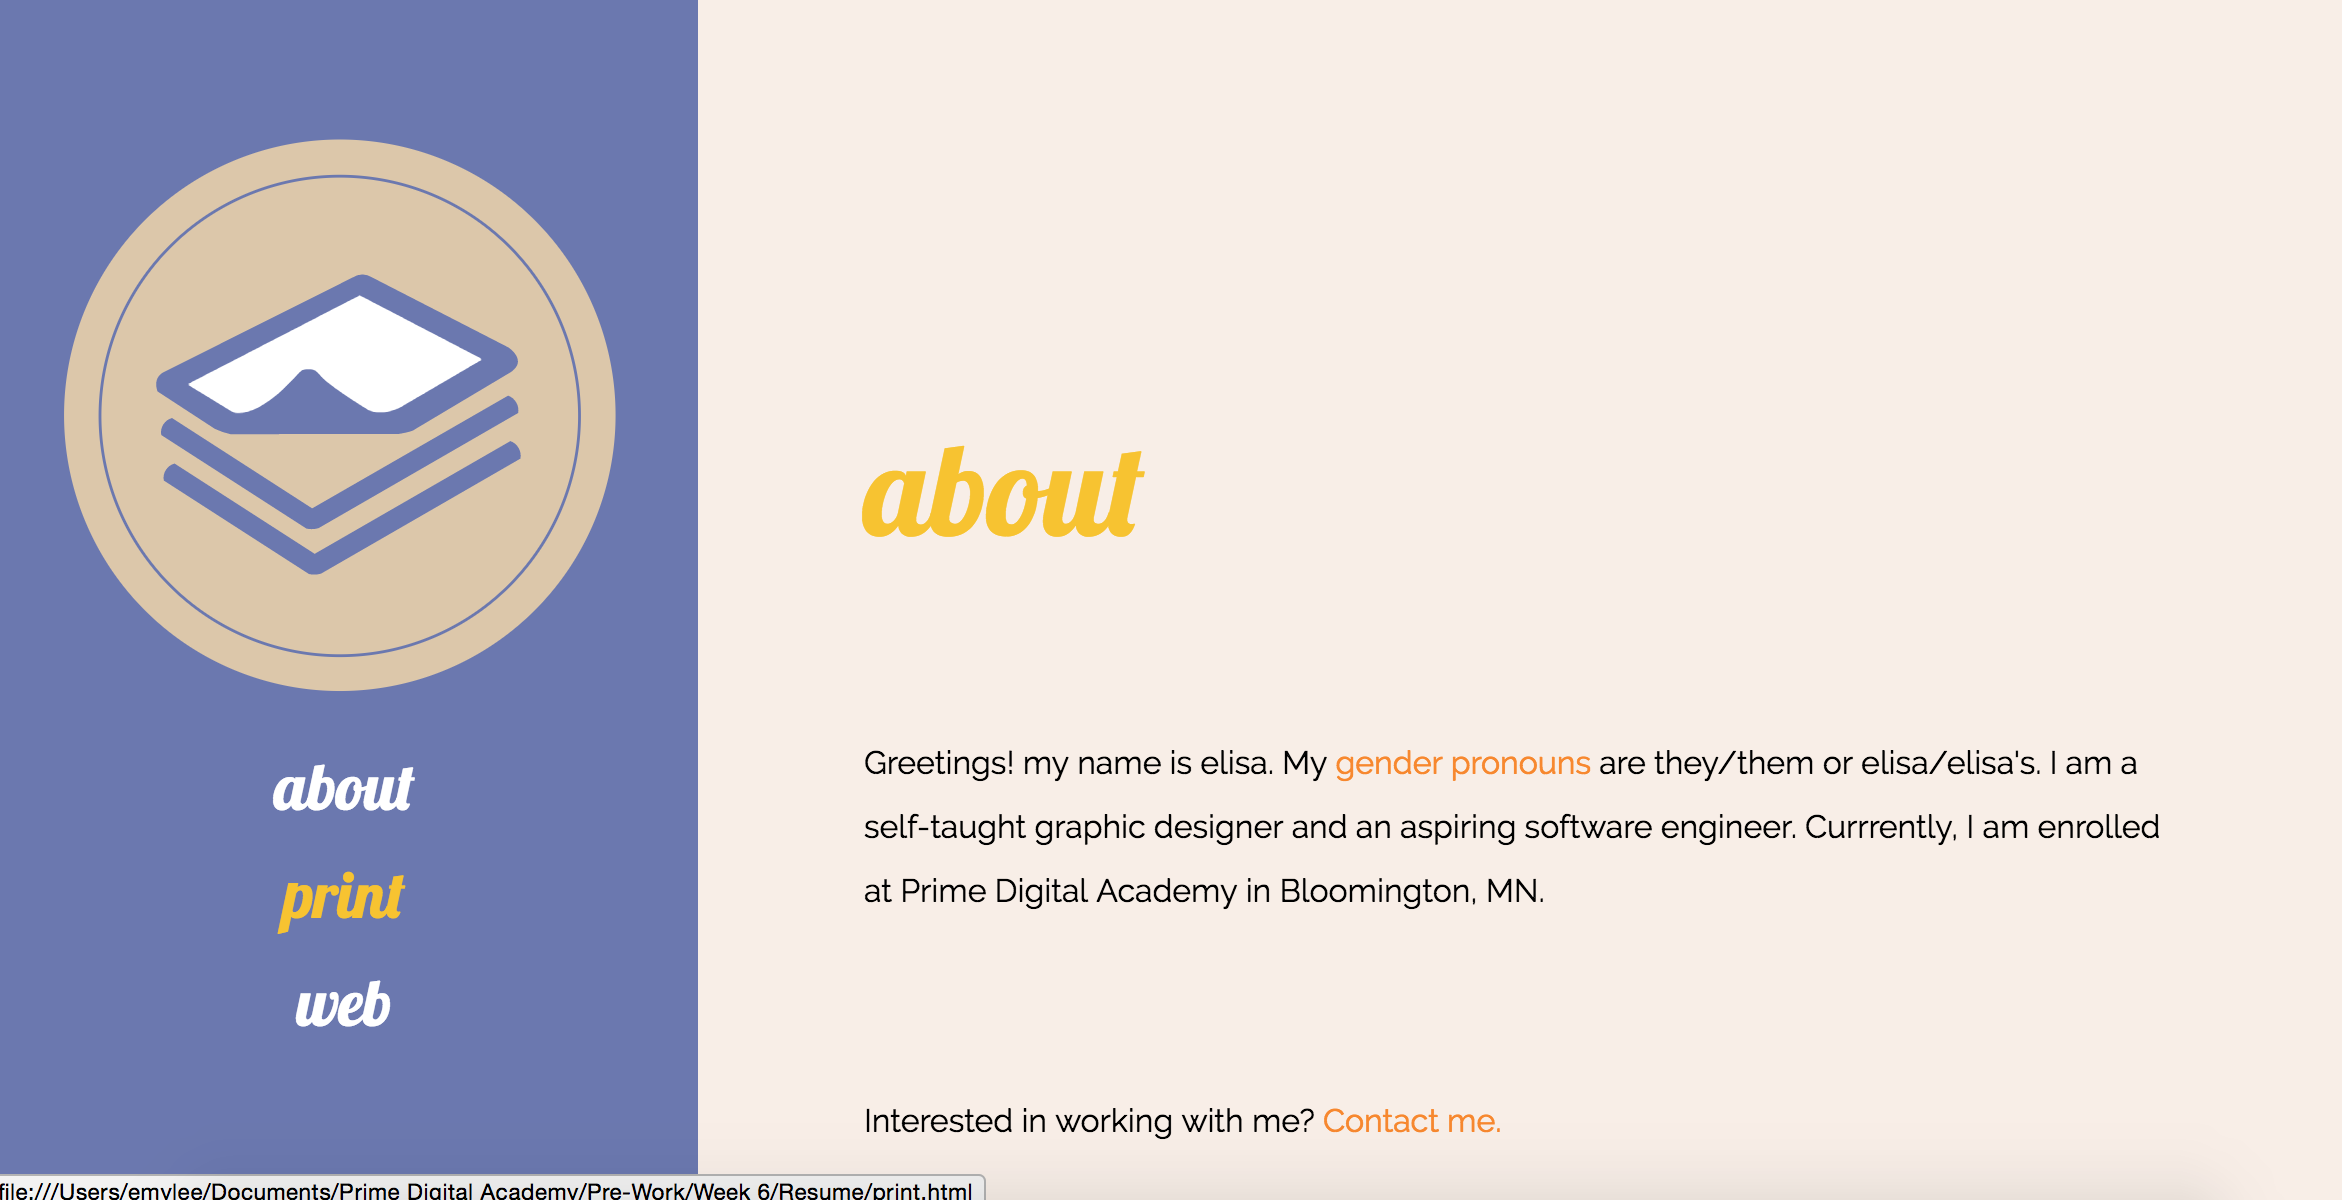 about
print
web
about
Greetings! my name is elisa. My gender pronouns are they/them or elisa/elisa's. I am a
self-taught graphic designer and an aspiring software engineer. Currrently, I am enrolled
at Prime Digital Academy in Bloomington, MN.
Interested in working with me? Contact me.
file:///Users/emylee/Documents/Prime Digital Academy/Pre-Work/Week 6/Resume/print.html